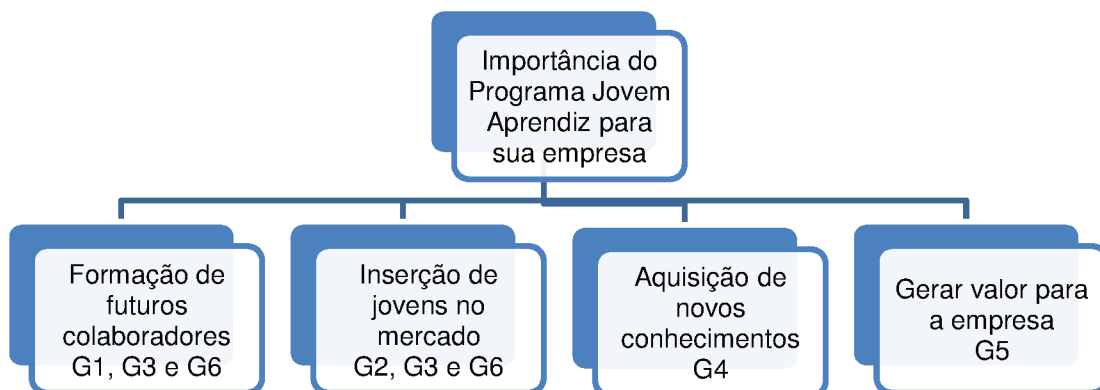 Importância do
Programa Jovem
Aprendiz para
sua empresa
Formação de
futuros
colaboradores
G1, G3 e G6
Inserção de
jovens no
mercado
G2, G3 e G6
Aquisição de
novos
conhecimentos
G4
Gerar valor para
a empresa
G5